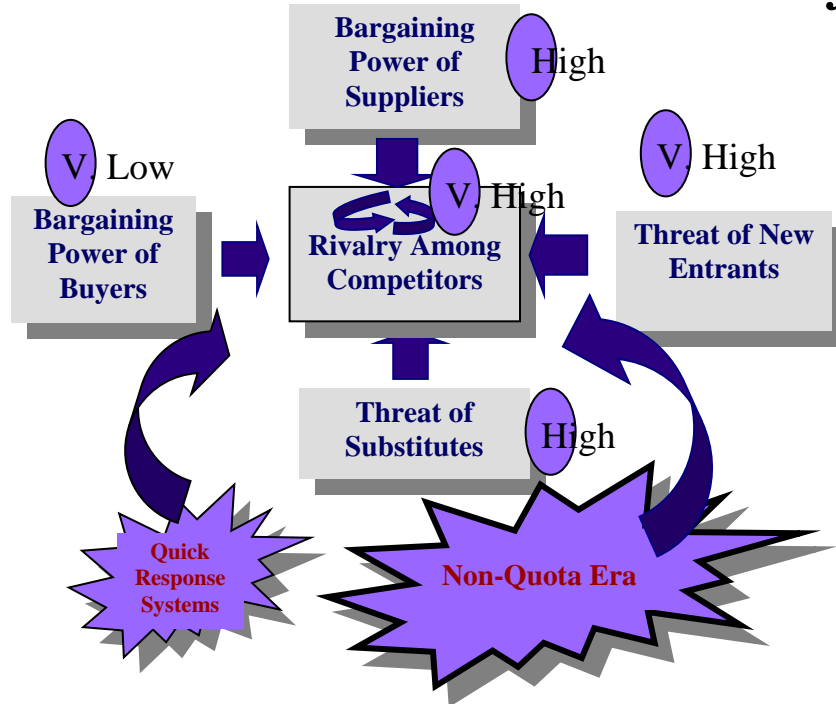 Bargaining
Power of
Suppliers
High
V. Low
Bargaining
Power of
Buyers
V. High
Rivalry Among
Competitors
V. High
Threat of New
Entrants
Threat of
Substitutes
High
Quick
Response
Systems
Non-Quota Era